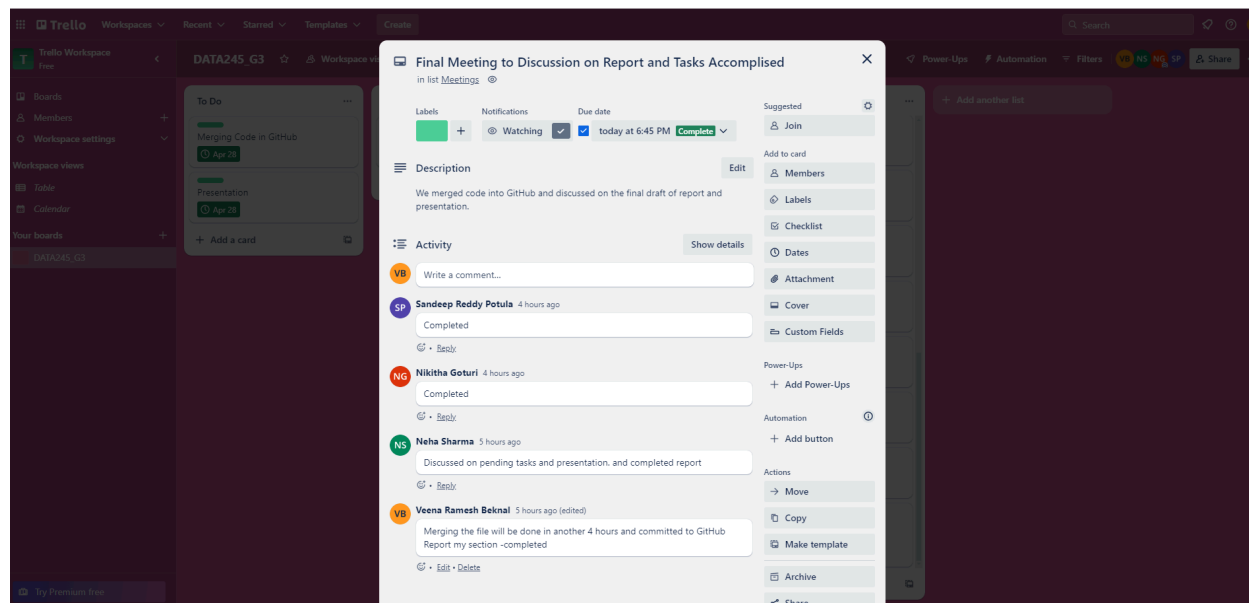 Trello Workspaces Recent Starred Templates Create Search
T Trello Workspace
Free
DATA245_G3 Workspace vi Power-Ups Automation Filters VB NS NG SP Share
Boards
Members
Workspace settings
Workspace views
Table
Calendar
Your boards
DATA245_G3
Try Premium free
To Do
Merging Code in GitHub
Apr 28
Presentation
Apr 28
+ Add a card
+ Add another list
Final Meeting to Discussion on Report and Tasks Accomplised
in list Meetings
Labels Notifications Due date
+ Watching today at 6:45 PM Complete
Description Edit
We merged code into GitHub and discussed on the final draft of report and
presentation.
Activity Show details
VB Write a comment...
SP Sandeep Reddy Potula 4 hours ago
Completed
• Reply
NG Nikitha Goturi 4 hours ago
Completed
• Reply
NS Neha Sharma 5 hours ago
Discussed on pending tasks and presentation. and completed report
• Reply
VB Veena Ramesh Beknal 5 hours ago (edited)
Merging the file will be done in another 4 hours and committed to GitHub
Report my section -completed
• Edit • Delete
Suggested
Join
Add to card
Members
Labels
Checklist
Dates
Attachment
Cover
Custom Fields
Power-Ups
+ Add Power-Ups
Automation
+ Add button
Actions
→ Move
Copy
Make template
Archive
Share